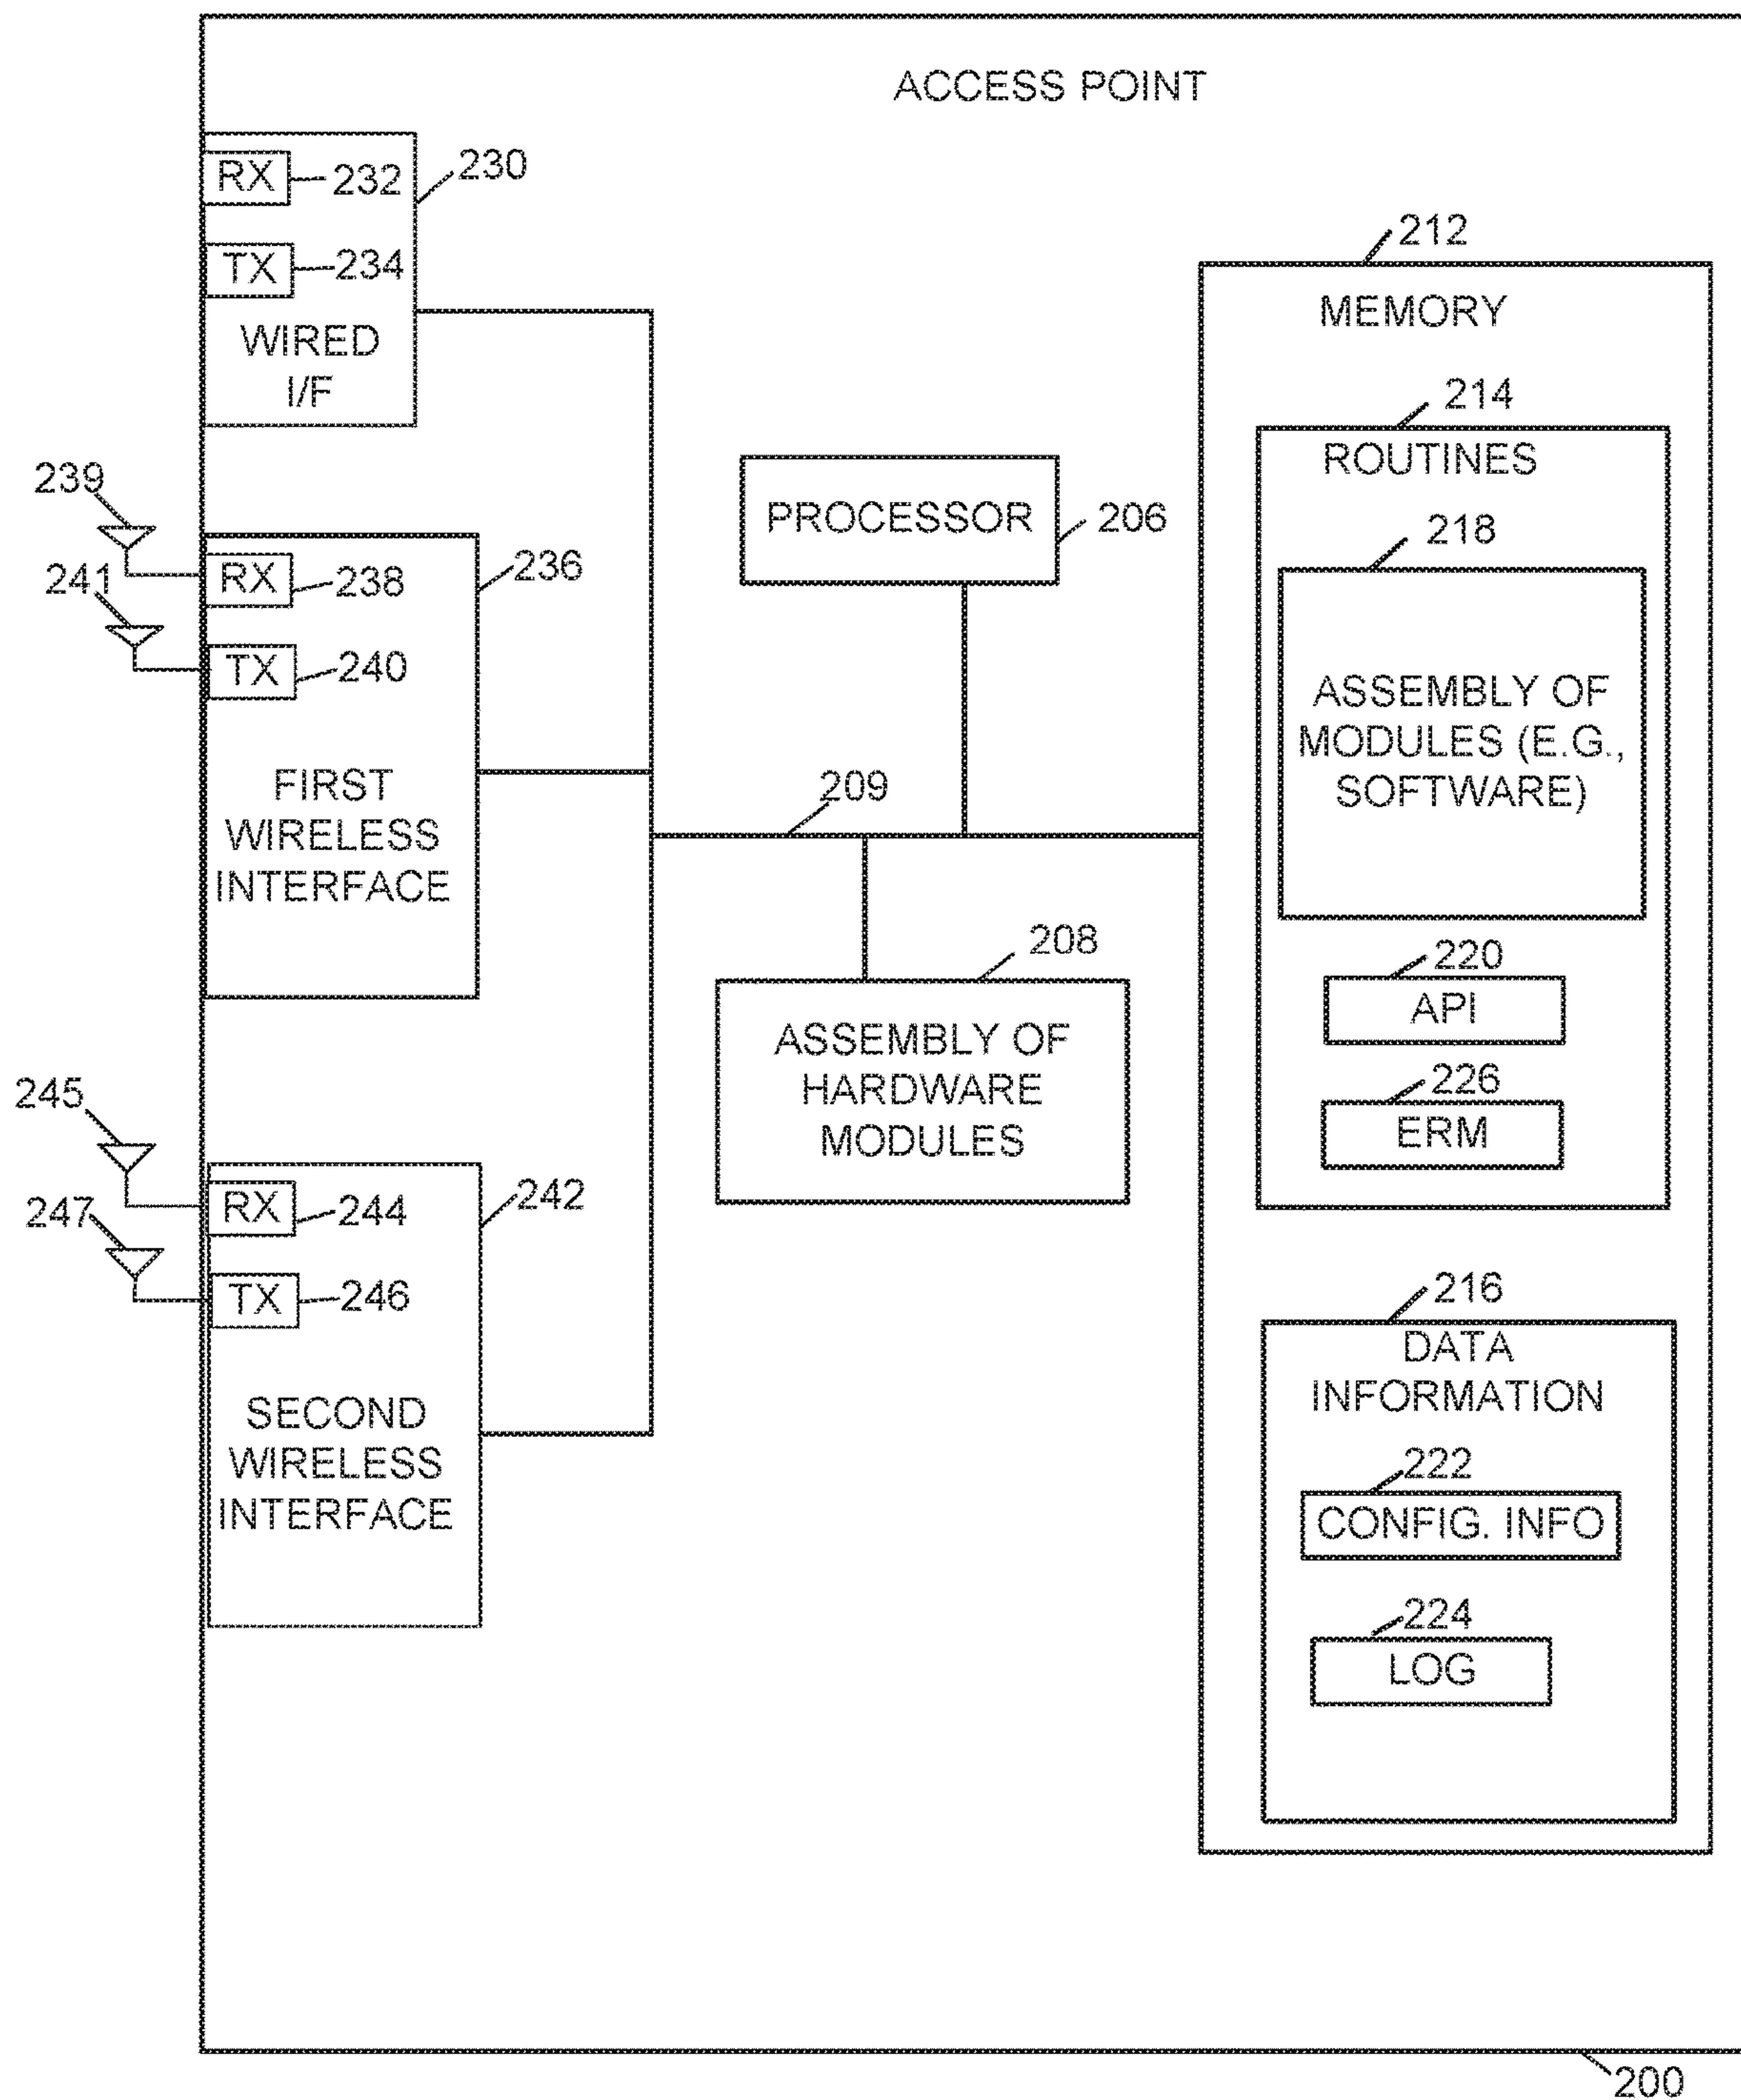 ACCESS POINT
RX
232
230
TX
234
WIRED
I/F
239
241
RX
238
236
TX
240
FIRST
WIRELESS
INTERFACE
245
247
RX
244
242
TX
246
SECOND
WIRELESS
INTERFACE
PROCESSOR
206
209
208
ASSEMBLY OF
HARDWARE
MODULES
212
MEMORY
214
ROUTINES
218
ASSEMBLY OF
MODULES (E.G.,
SOFTWARE)
220
API
226
ERM
216
DATA
INFORMATION
222
CONFIG. INFO
224
LOG
200